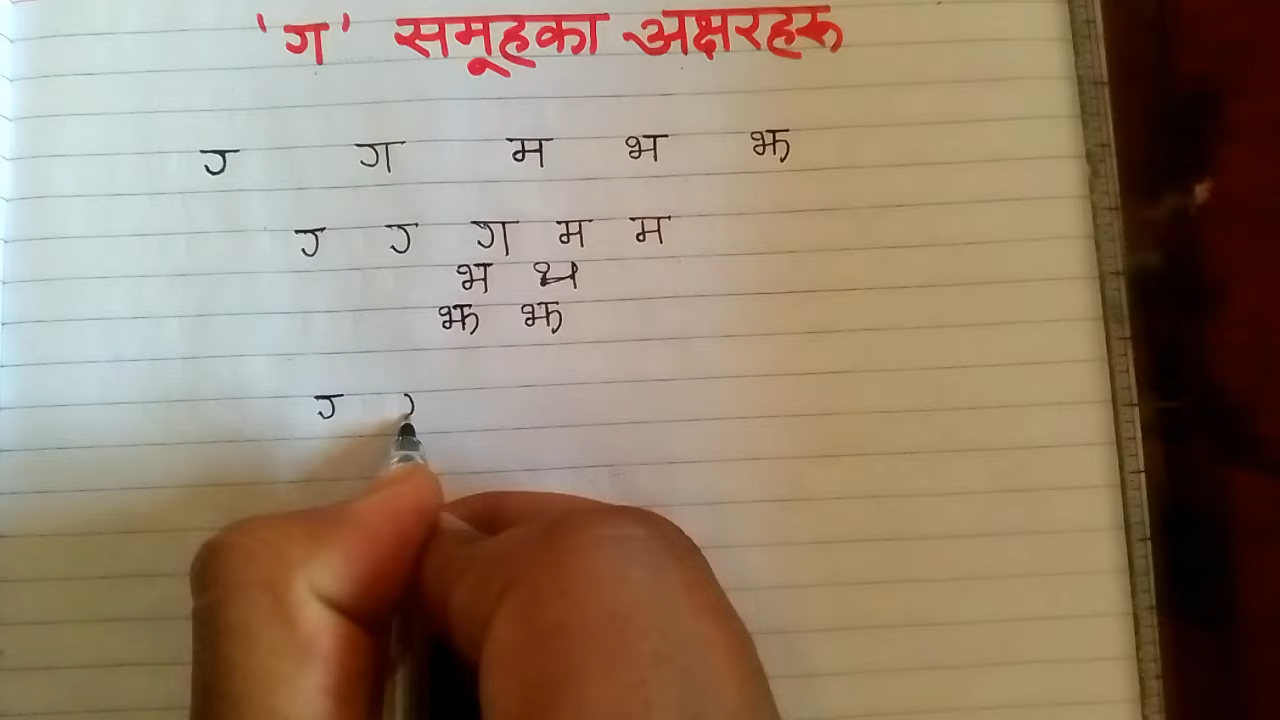 'ग' समूहका अक्षरहरू
ग म भ झ
ग म म
भ भ
झ झ